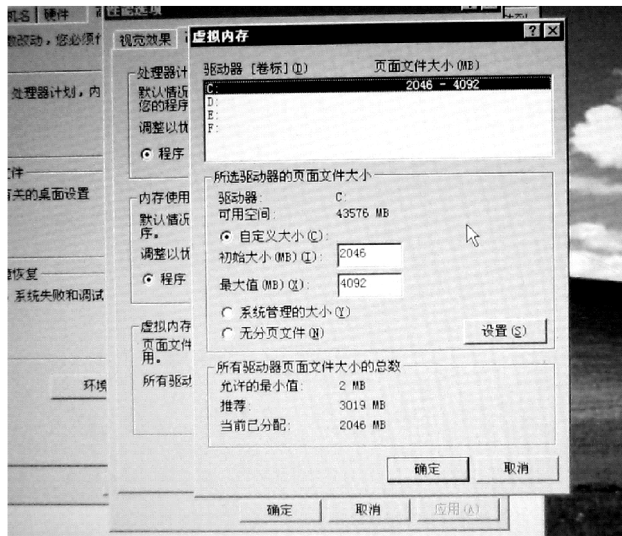 硬件
数改动，您必须
处理器计划，内
有关的桌面设置
系统失败和调试
环境
视觉效果
处理器计
默认情况
您的程序
调整以优
程序
内存使用
默认情况
序。
调整以优
程序
虚拟内存
页面文件
用。
所有驱动
确定
取消
应用(A)
虚拟内存
? X
驱动器 [卷标](D)
页面文件大小(MB)
C: 2046 - 4092
D:
E:
F:
所选驱动器的页面文件大小
驱动器: C:
可用空间: 43576 MB
自定义大小(C):
初始大小(MB)(I): 2046
最大值(MB)(X): 4092
系统管理的大小(Y)
无分页文件(N)
设置(S)
所有驱动器页面文件大小的总数
允许的最小值: 2 MB
推荐: 3019 MB
当前已分配: 2046 MB
确定
取消